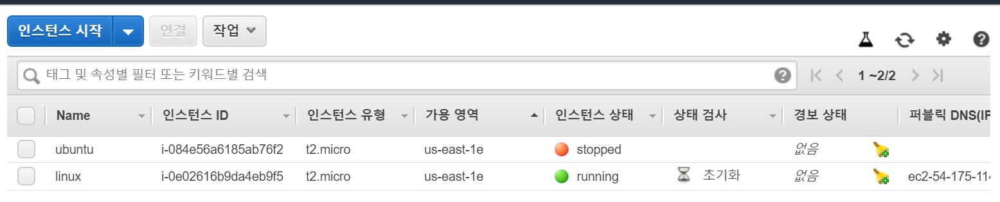 인스턴스 시작 연결 작업
태그 및 속성별 필터 또는 키워드별 검색 1 ~2/2
Name 인스턴스 ID 인스턴스 유형 가용 영역 인스턴스 상태 상태 검사 경보 상태 퍼블릭 DNS(IP
ubuntu i-084e56a6185ab76f2 t2.micro us-east-1e stopped 없음
linux i-0e02616b9da4eb9f5 t2.micro us-east-1e running 초기화 없음 ec2-54-175-114